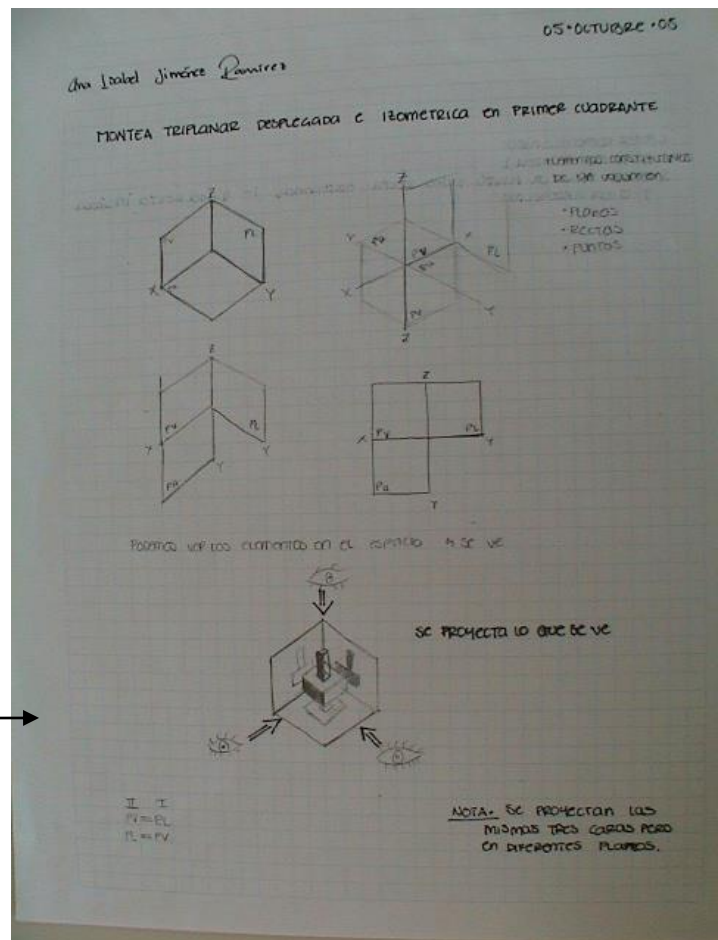 05·OCTUBRE·05
Ana Isabel Jiménez Ramírez
MONTEA TRIPLANAR DESPLEGADA E IZOMETRICA EN PRIMER CUADRANTE
CONSTITUTIVOS
DE UN VOLUMEN.
•PLANOS
•RECTAS
•PUNTOS
Z
PV
PL
X
Y
Z
Y
PV
X
PL
X
Y
Z
Z
PV
PL
X
Y
PH
Y
Z
X
PV
PL
Y
PH
Y
PODEMOS VER LOS ELEMENTOS EN EL ESPACIO SE VE
SE PROYECTA LO QUE SE VE
II I
PV=PL
PL=PV
NOTA. SE PROYECTAN LAS
MISMAS TRES CARAS PERO
EN DIFERENTES PLANOS.